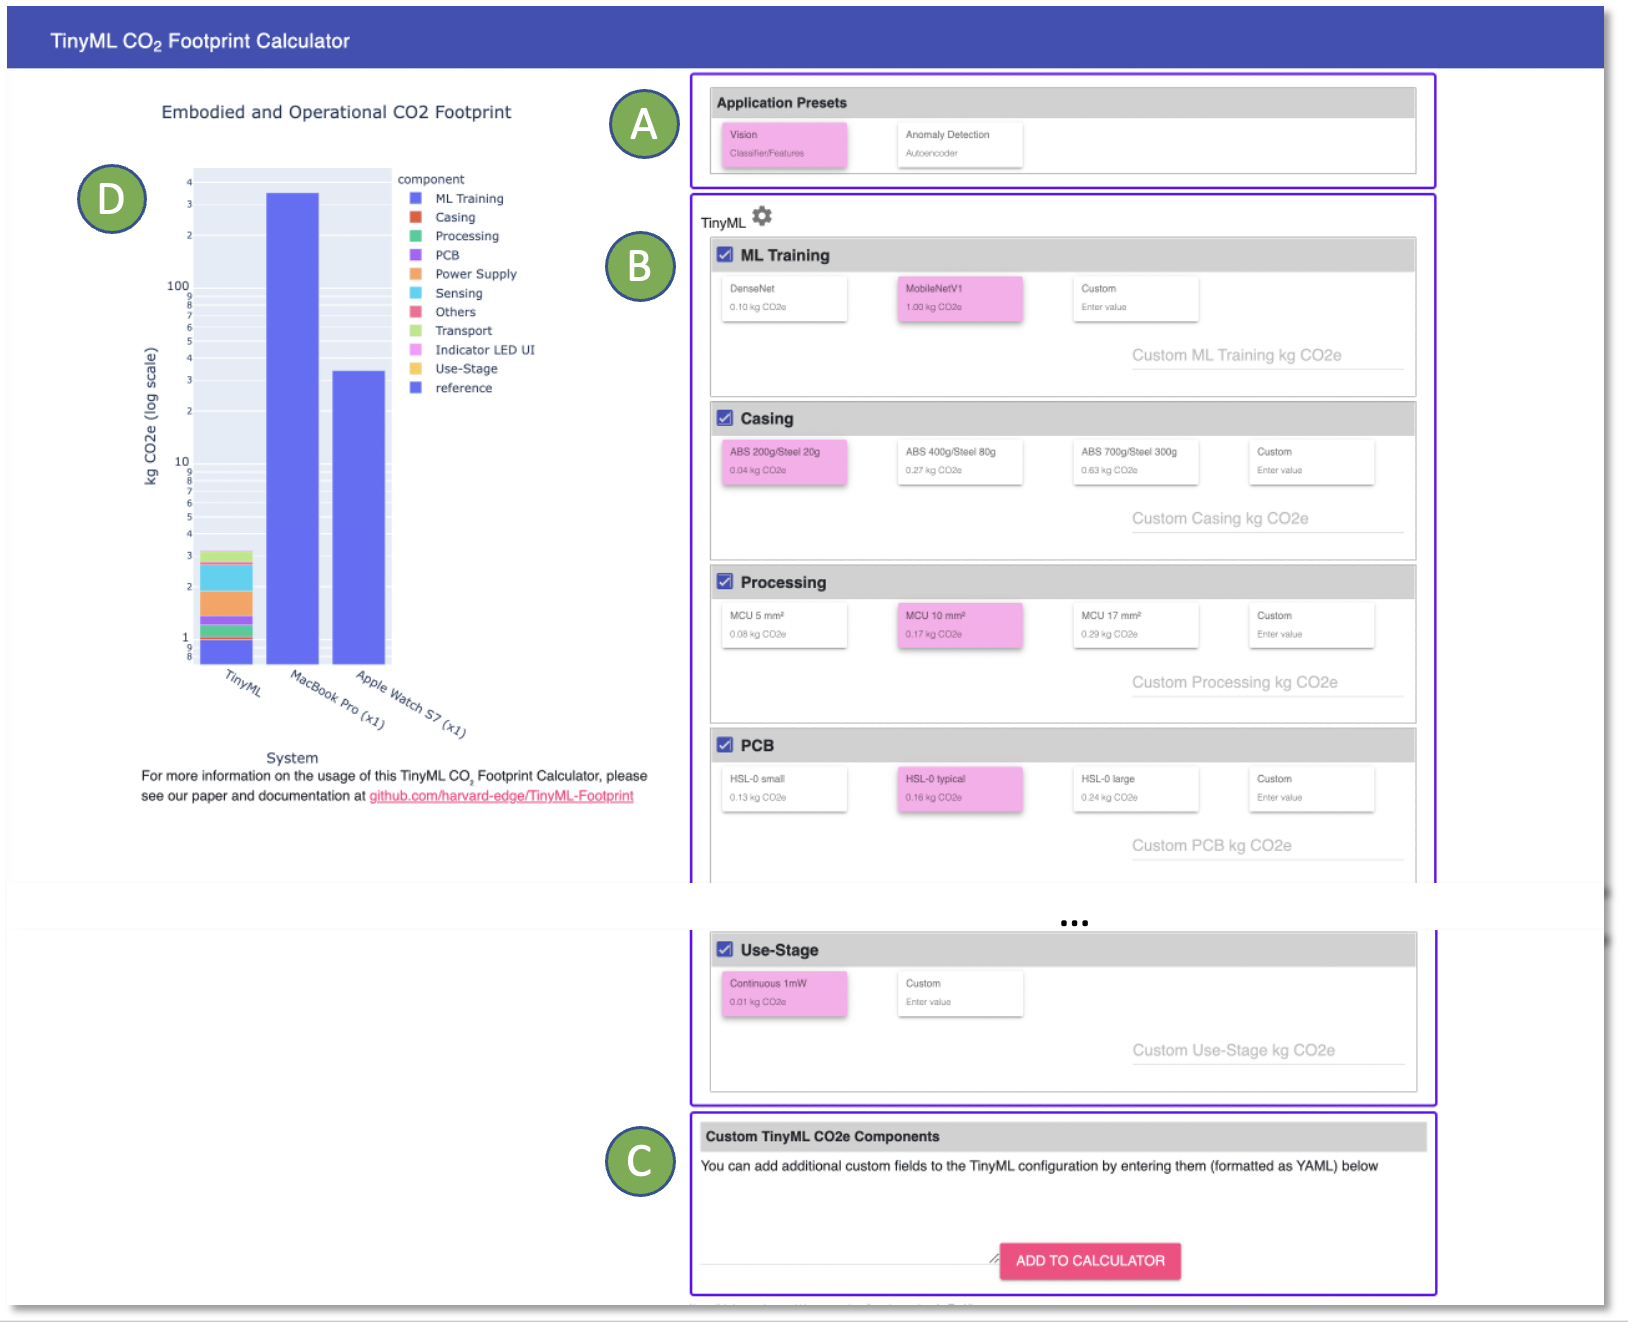 TinyML CO₂ Footprint Calculator
Embodied and Operational CO2 Footprint
D
kg CO2e (log scale)
4
3
2
100
9
8
7
6
5
4
3
2
10
9
8
7
6
5
4
3
2
1
9
8
TinyML
MacBook Pro (x1)
Apple Watch S7 (x1)
System
component
ML Training
Casing
Processing
PCB
Power Supply
Sensing
Others
Transport
Indicator LED UI
Use-Stage
reference
For more information on the usage of this TinyML CO₂ Footprint Calculator, please
see our paper and documentation at github.com/harvard-edge/TinyML-Footprint
A
Application Presets
Vision
Classifier/Features
Anomaly Detection
Autoencoder
B
TinyML
ML Training
DenseNet
0.10 kg CO2e
MobileNetV1
1.00 kg CO2e
Custom
Enter value
Custom ML Training kg CO2e
Casing
ABS 200g/Steel 20g
0.04 kg CO2e
ABS 400g/Steel 80g
0.27 kg CO2e
ABS 700g/Steel 300g
0.63 kg CO2e
Custom
Enter value
Custom Casing kg CO2e
Processing
MCU 5 mm²
0.08 kg CO2e
MCU 10 mm²
0.17 kg CO2e
MCU 17 mm²
0.29 kg CO2e
Custom
Enter value
Custom Processing kg CO2e
PCB
HSL-0 small
0.13 kg CO2e
HSL-0 typical
0.16 kg CO2e
HSL-0 large
0.24 kg CO2e
Custom
Enter value
Custom PCB kg CO2e
...
Use-Stage
Continuous 1mW
0.01 kg CO2e
Custom
Enter value
Custom Use-Stage kg CO2e
C
Custom TinyML CO2e Components
You can add additional custom fields to the TinyML configuration by entering them (formatted as YAML) below
ADD TO CALCULATOR